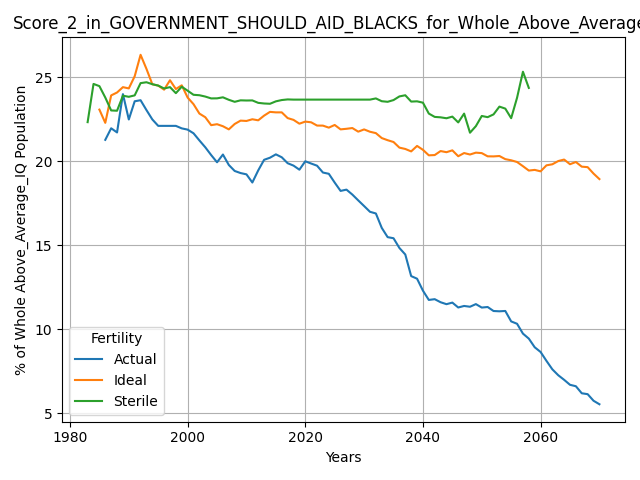 Score_2_in_GOVERNMENT_SHOULD_AID_BLACKS_for_Whole_Above_Average
% of Whole Above_Average_IQ Population
25
20
15
10
5
Fertility
Actual
Ideal
Sterile
1980
2000
2020
2040
2060
Years